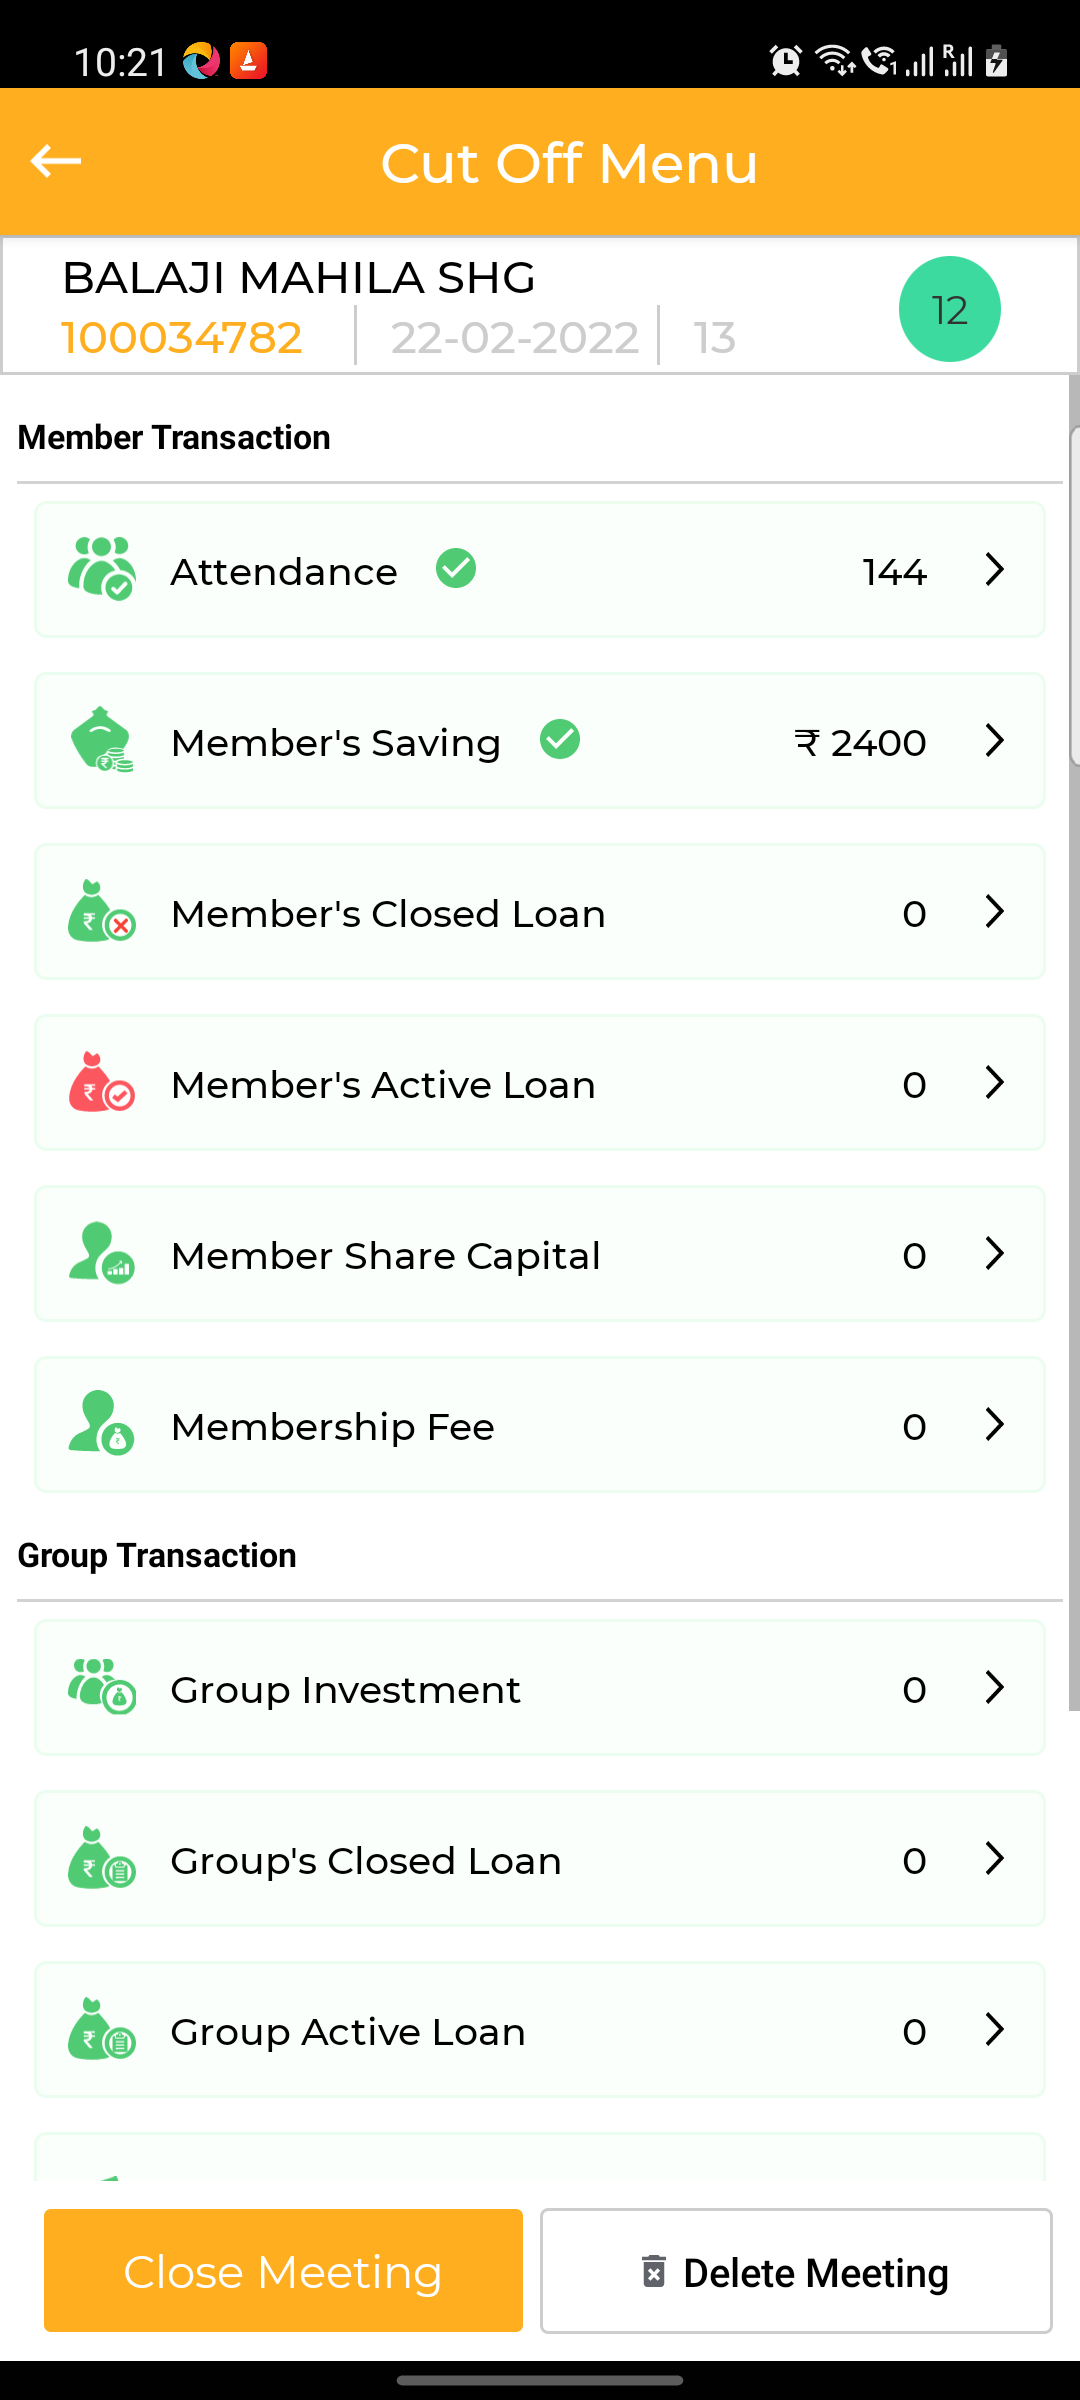 10:21
Cut Off Menu
BALAJI MAHILA SHG
12
100034782 22-02-2022 13
Member Transaction
Attendance 144
Member's Saving ₹ 2400
Member's Closed Loan 0
Member's Active Loan 0
Member Share Capital 0
Membership Fee 0
Group Transaction
Group Investment 0
Group's Closed Loan 0
Group Active Loan 0
Close Meeting Delete Meeting